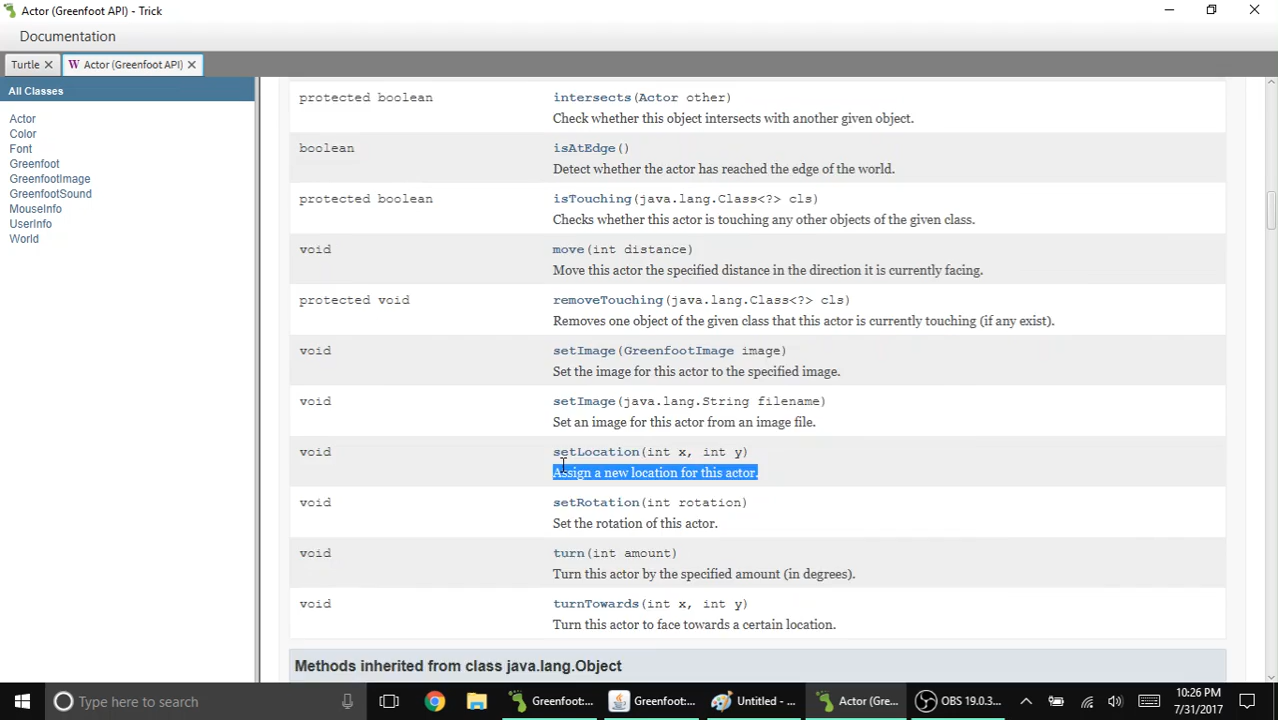 Actor (Greenfoot API) - Trick
Documentation
Turtle
W Actor (Greenfoot API)
All Classes
Actor
Color
Font
Greenfoot
GreenfootImage
GreenfootSound
MouseInfo
UserInfo
World
protected boolean intersects(Actor other)
Check whether this object intersects with another given object.
boolean isAtEdge()
Detect whether the actor has reached the edge of the world.
protected boolean isTouching(java.lang.Class<?> cls)
Checks whether this actor is touching any other objects of the given class.
void move(int distance)
Move this actor the specified distance in the direction it is currently facing.
protected void removeTouching(java.lang.Class<?> cls)
Removes one object of the given class that this actor is currently touching (if any exist).
void setImage(GreenfootImage image)
Set the image for this actor to the specified image.
void setImage(java.lang.String filename)
Set an image for this actor from an image file.
void setLocation(int x, int y)
Assign a new location for this actor.
void setRotation(int rotation)
Set the rotation of this actor.
void turn(int amount)
Turn this actor by the specified amount (in degrees).
void turnTowards(int x, int y)
Turn this actor to face towards a certain location.
Methods inherited from class java.lang.Object
Type here to search
Greenfoot:...
Greenfoot:...
Untitled - ...
Actor (Gre...
OBS 19.0.3...
10:26 PM
7/31/2017